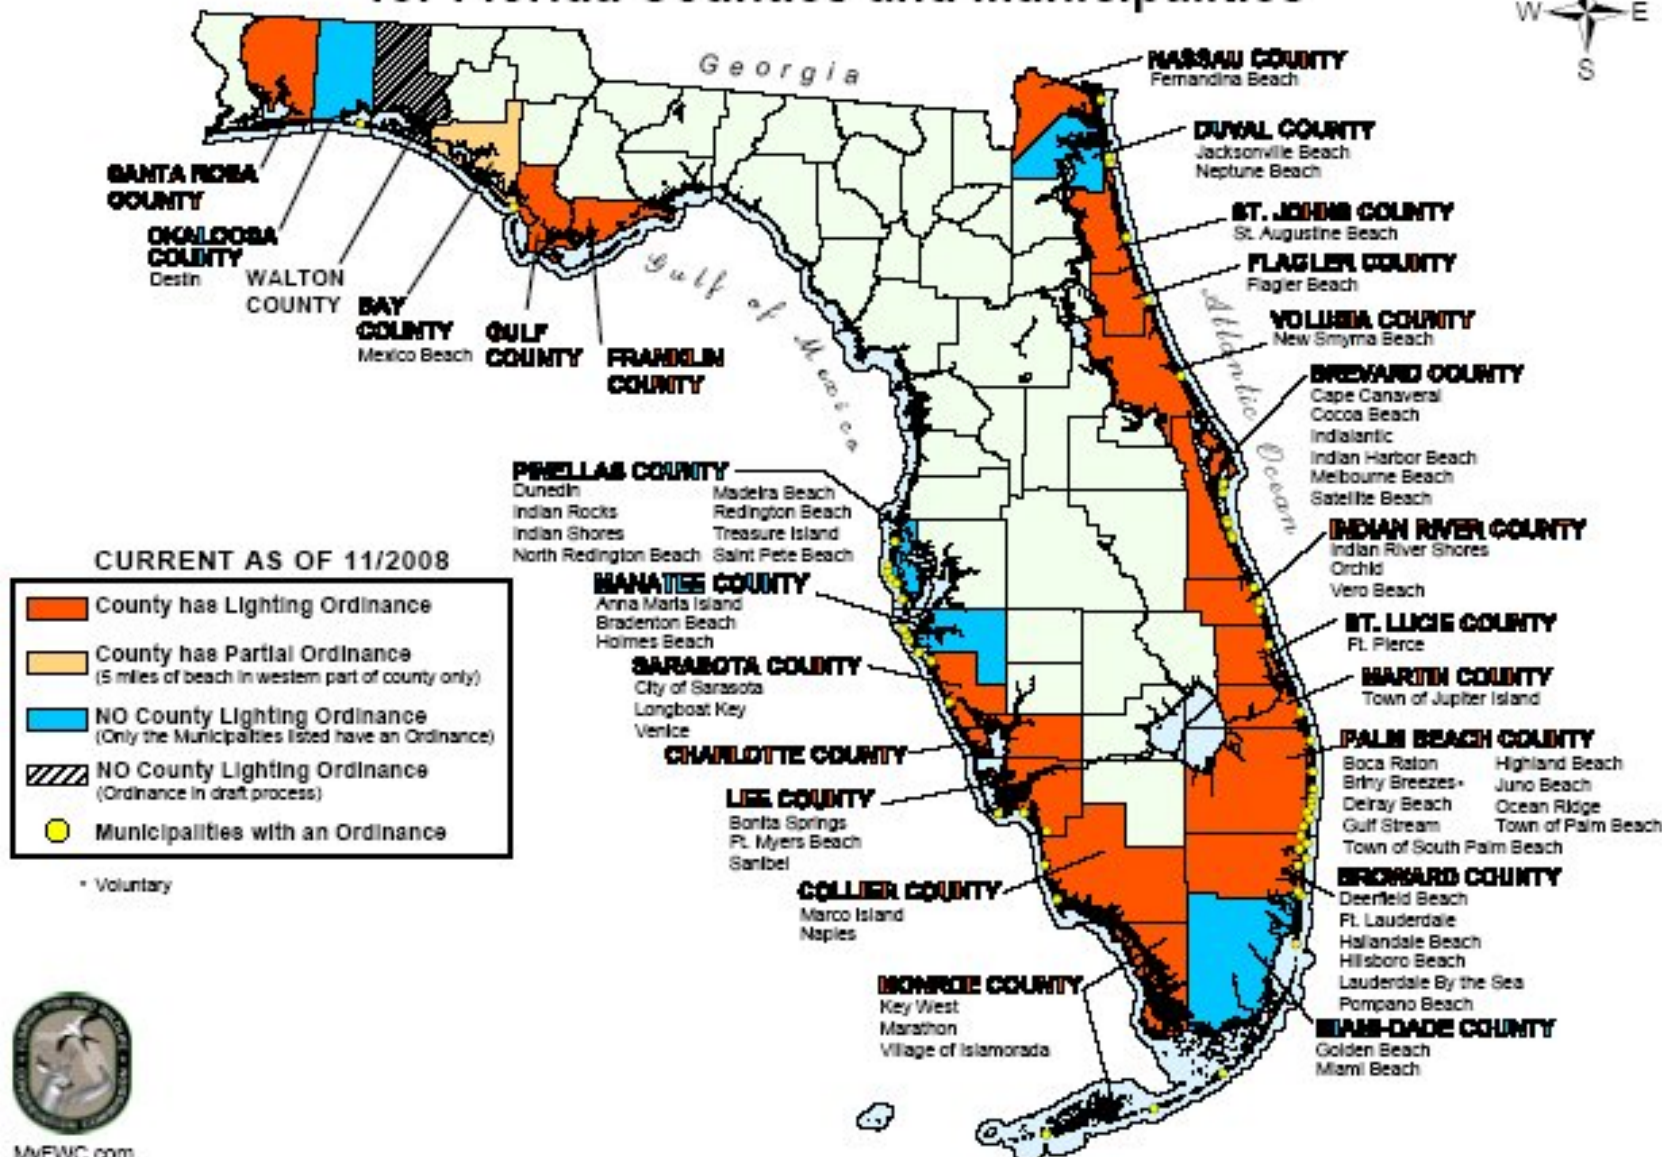 for Florida Counties and Municipalities
W E
S
Georgia
NASSAU COUNTY
Fernandina Beach
DUVAL COUNTY
Jacksonville Beach
Neptune Beach
ST. JOHNS COUNTY
St. Augustine Beach
FLAGLER COUNTY
Flagler Beach
VOLUSIA COUNTY
New Smyrna Beach
BREVARD COUNTY
Cape Canaveral
Cocoa Beach
Indialantic
Indian Harbor Beach
Melbourne Beach
Satellite Beach
Atlantic Ocean
INDIAN RIVER COUNTY
Indian River Shores
Orchid
Vero Beach
ST. LUCIE COUNTY
Ft. Pierce
MARTIN COUNTY
Town of Jupiter Island
PALM BEACH COUNTY
Boca Raton Highland Beach
Briny Breezes* Juno Beach
Delray Beach Ocean Ridge
Gulf Stream Town of Palm Beach
Town of South Palm Beach
BROWARD COUNTY
Deerfield Beach
Ft. Lauderdale
Hallandale Beach
Hillsboro Beach
Lauderdale By the Sea
Pompano Beach
MIAMI-DADE COUNTY
Golden Beach
Miami Beach
SANTA ROSA
COUNTY
OKALOOSA
COUNTY
Destin
WALTON
COUNTY
BAY
COUNTY
Mexico Beach
GULF
COUNTY
FRANKLIN
COUNTY
Gulf of Mexico
PINELLAS COUNTY
Dunedin Madeira Beach
Indian Rocks Redington Beach
Indian Shores Treasure Island
North Redington Beach Saint Pete Beach
MANATEE COUNTY
Anna Maria Island
Bradenton Beach
Holmes Beach
SARASOTA COUNTY
City of Sarasota
Longboat Key
Venice
CHARLOTTE COUNTY
LEE COUNTY
Bonita Springs
Ft. Myers Beach
Sanibel
COLLIER COUNTY
Marco Island
Naples
MONROE COUNTY
Key West
Marathon
Village of Islamorada
CURRENT AS OF 11/2008
County has Lighting Ordinance
County has Partial Ordinance
(5 miles of beach in western part of county only)
NO County Lighting Ordinance
(Only the Municipalities listed have an Ordinance)
NO County Lighting Ordinance
(Ordinance in draft process)
Municipalities with an Ordinance
* Voluntary
MyFWC.com